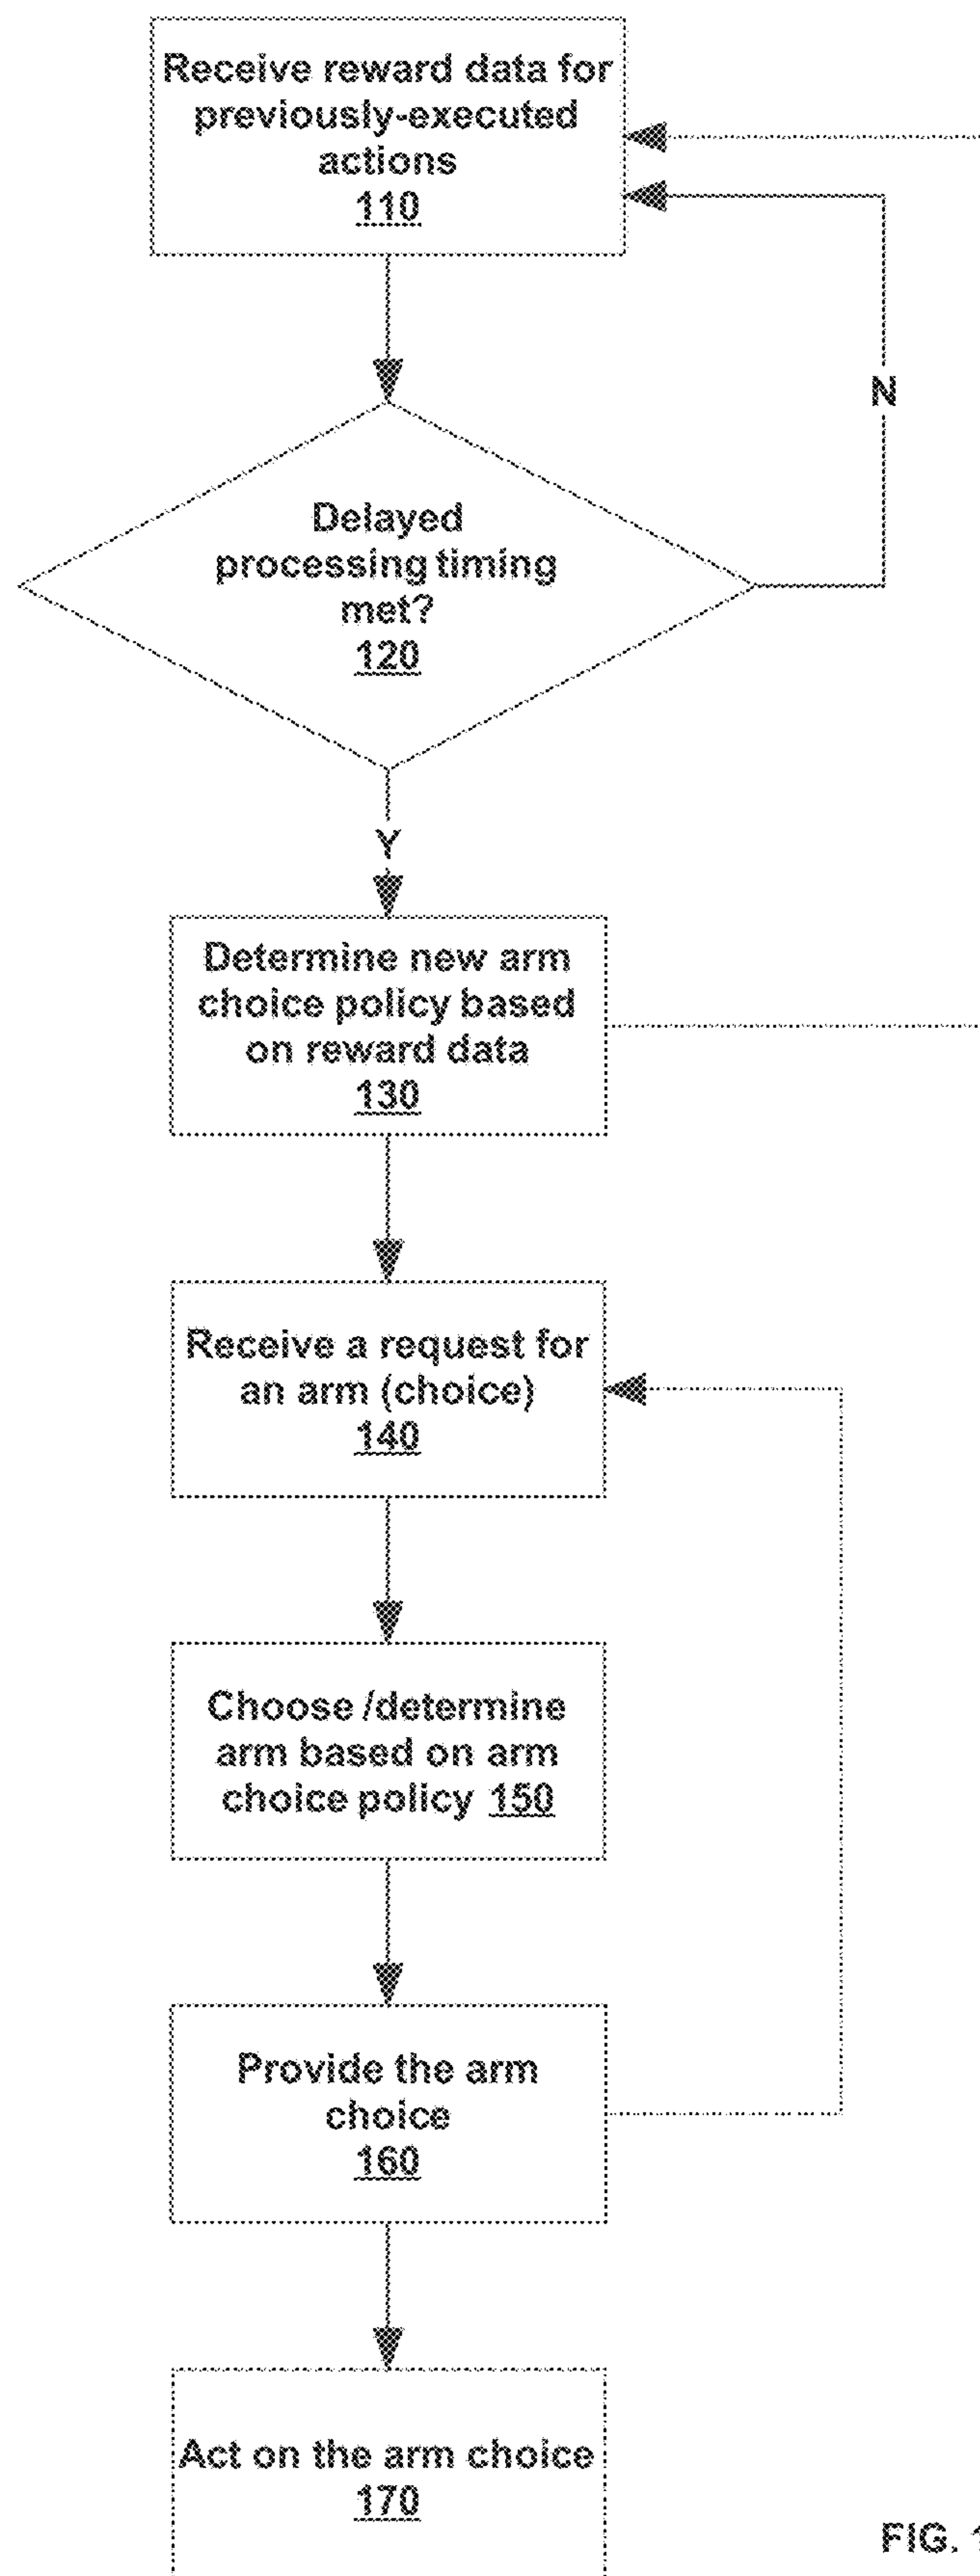 Receive reward data for
previously-executed
actions
110
N
Delayed
processing timing
met?
120
Y
Determine new arm
choice policy based
on reward data
130
Receive a request for
an arm (choice)
140
Choose /determine
arm based on arm
choice policy 150
Provide the arm
choice
160
Act on the arm choice
170
FIG. 1